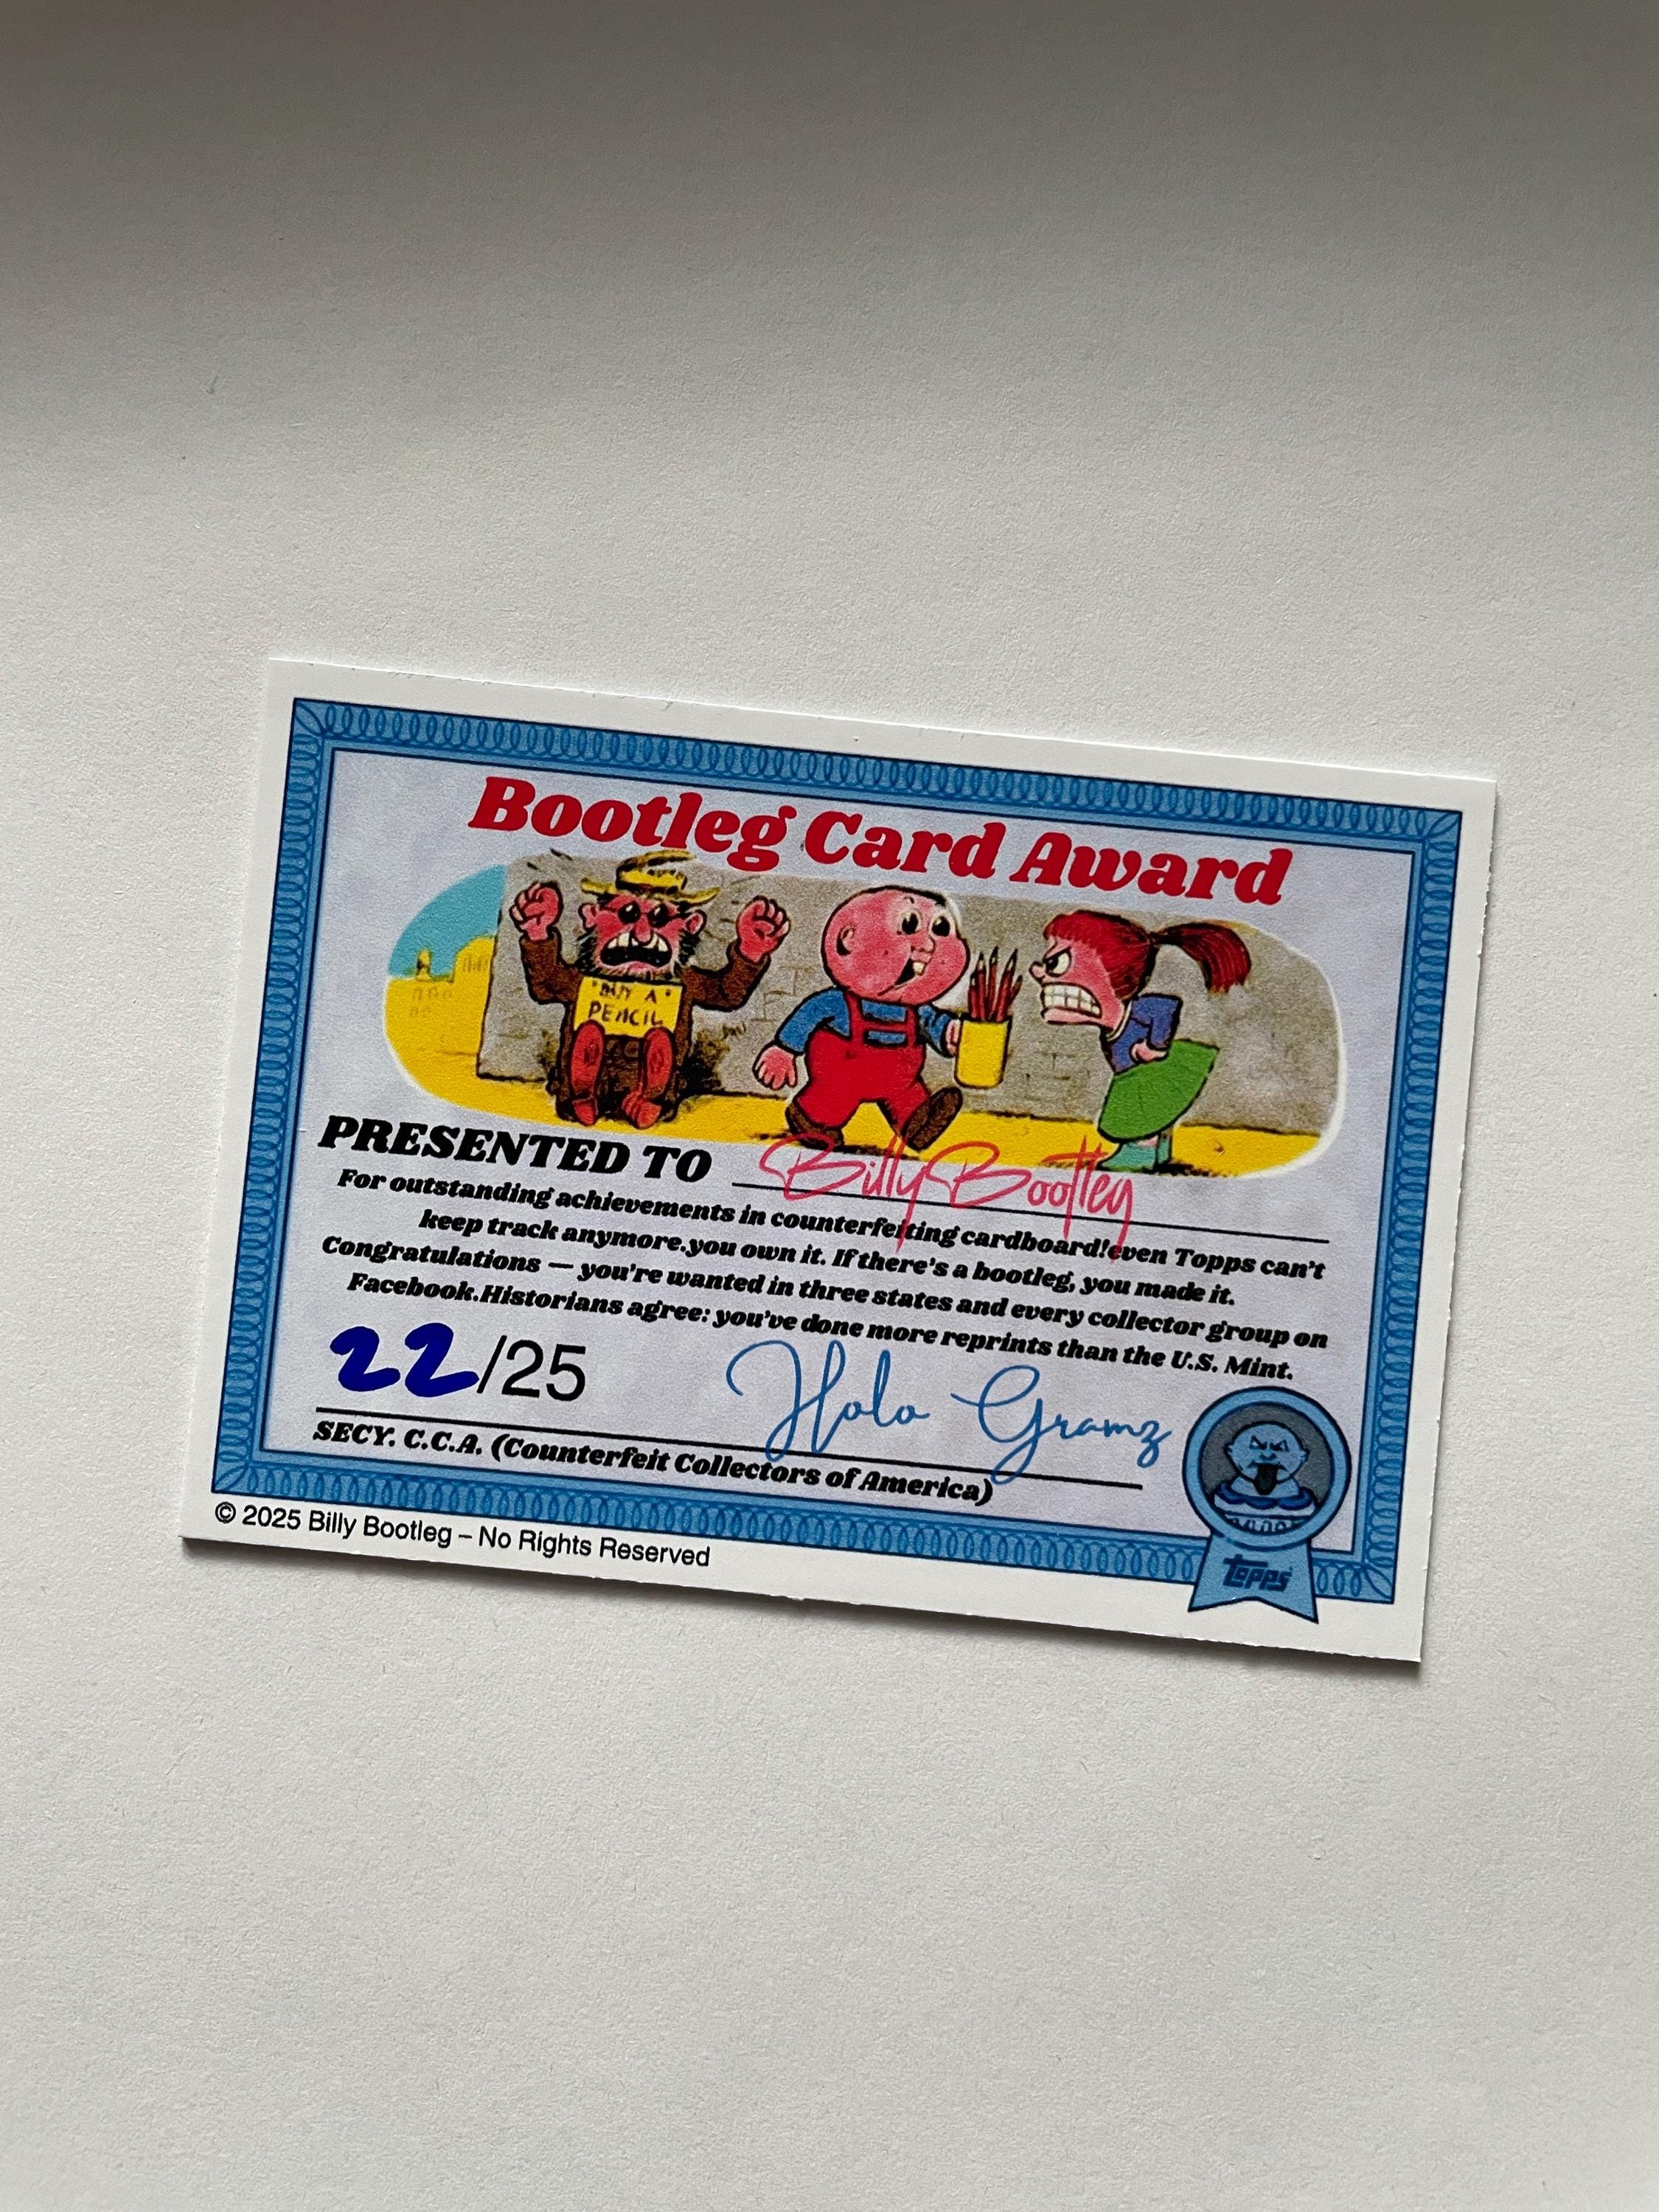 Bootleg Card Award
"BUY A"
PENCIL
PRESENTED TO Billy Bootleg
For outstanding achievements in counterfeiting cardboard!even Topps can't
keep track anymore.you own it. If there's a bootleg, you made it.
Congratulations — you're wanted in three states and every collector group on
Facebook.Historians agree: you've done more reprints than the U.S. Mint.
22/25
Holo Gramz
SECY. C.C.A. (Counterfeit Collectors of America)
topps
© 2025 Billy Bootleg – No Rights Reserved